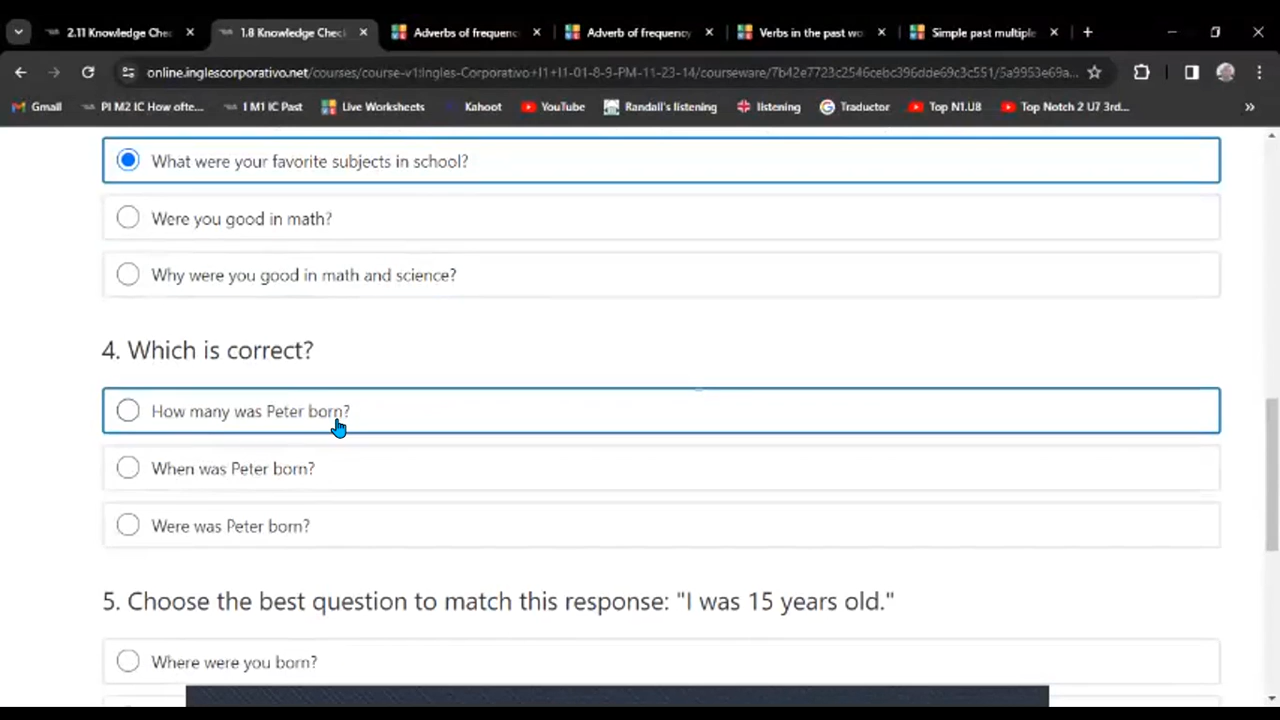 2.11 Knowledge Che
1.8 Knowledge Checl
Adverbs of frequenc
Adverb of frequency
Verbs in the past wo
Simple past multiple
online.inglescorporativo.net/courses/course-v1:Ingles-Corporativo+I1+I1-01-8-9-PM-11-23-14/courseware/7b42e7723c2546cebc396dde69c3c551/5a9953e69a...
Gmail
PI M2 IC How ofte...
I M1 IC Past
Live Worksheets
Kahoot
YouTube
Randall's listening
listening
Traductor
Top N1.U8
Top Notch 2 U7 3rd...
»
What were your favorite subjects in school?
Were you good in math?
Why were you good in math and science?
4. Which is correct?
How many was Peter born?
When was Peter born?
Were was Peter born?
5. Choose the best question to match this response: "I was 15 years old."
Where were you born?